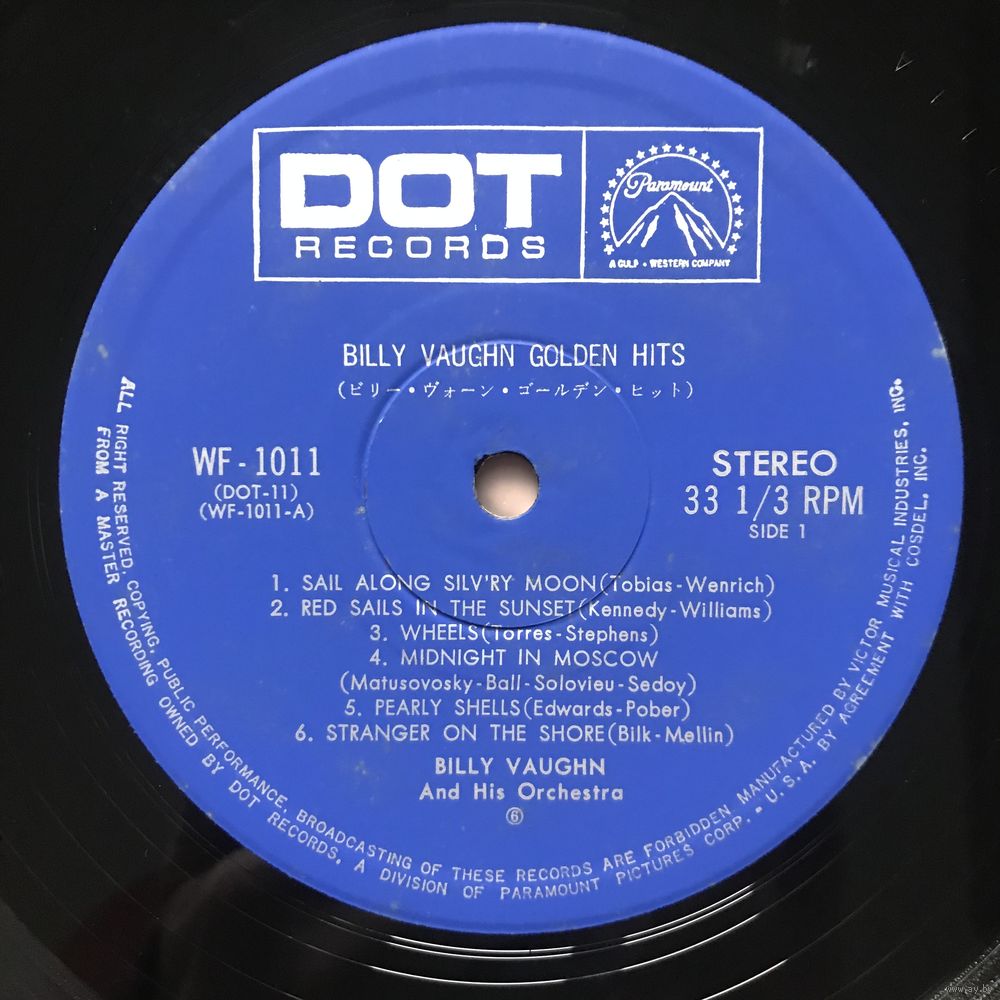 DOT
RECORDS
Paramount
A GULF + WESTERN COMPANY
BILLY VAUGHN GOLDEN HITS
(ビリー・ヴォーン・ゴールデン・ヒット)
WF-1011
(DOT-11)
(WF-1011-A)
STEREO
33 1/3 RPM
SIDE 1
1. SAIL ALONG SILV'RY MOON(Tobias-Wenrich)
2. RED SAILS IN THE SUNSET(Kennedy-Williams)
3. WHEELS(Torres-Stephens)
4. MIDNIGHT IN MOSCOW
(Matusovosky-Ball-Solovieu-Sedoy)
5. PEARLY SHELLS(Edwards-Pober)
6. STRANGER ON THE SHORE(Bilk-Mellin)
BILLY VAUGHN
And His Orchestra
⑥
ALL RIGHT RESERVED. COPYING, PUBLIC PERFORMANCE, BROADCASTING OF THESE RECORDS ARE FORBIDDEN MANUFACTURED BY VICTOR MUSICAL INDUSTRIES, INC.
FROM A MASTER RECORDING OWNED BY DOT RECORDS, A DIVISION OF PARAMOUNT PICTURES CORP. • U.S.A. BY AGREEMENT WITH COSDEL, INC.
www.ay.by